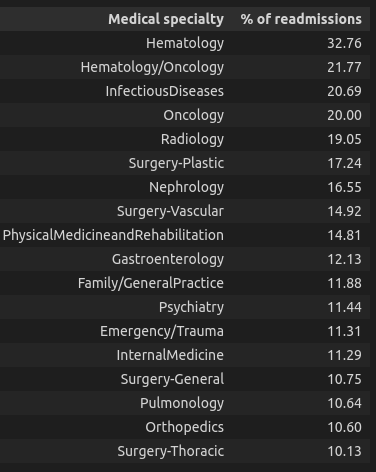 Medical specialty % of readmissions
Hematology 32.76
Hematology/Oncology 21.77
InfectiousDiseases 20.69
Oncology 20.00
Radiology 19.05
Surgery-Plastic 17.24
Nephrology 16.55
Surgery-Vascular 14.92
PhysicalMedicineandRehabilitation 14.81
Gastroenterology 12.13
Family/GeneralPractice 11.88
Psychiatry 11.44
Emergency/Trauma 11.31
InternalMedicine 11.29
Surgery-General 10.75
Pulmonology 10.64
Orthopedics 10.60
Surgery-Thoracic 10.13